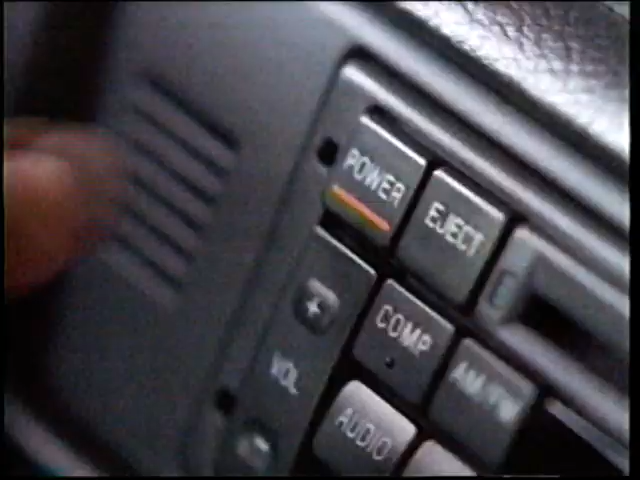 POWER
EJECT
+
VOL
COMP
AM/FM
AUDIO